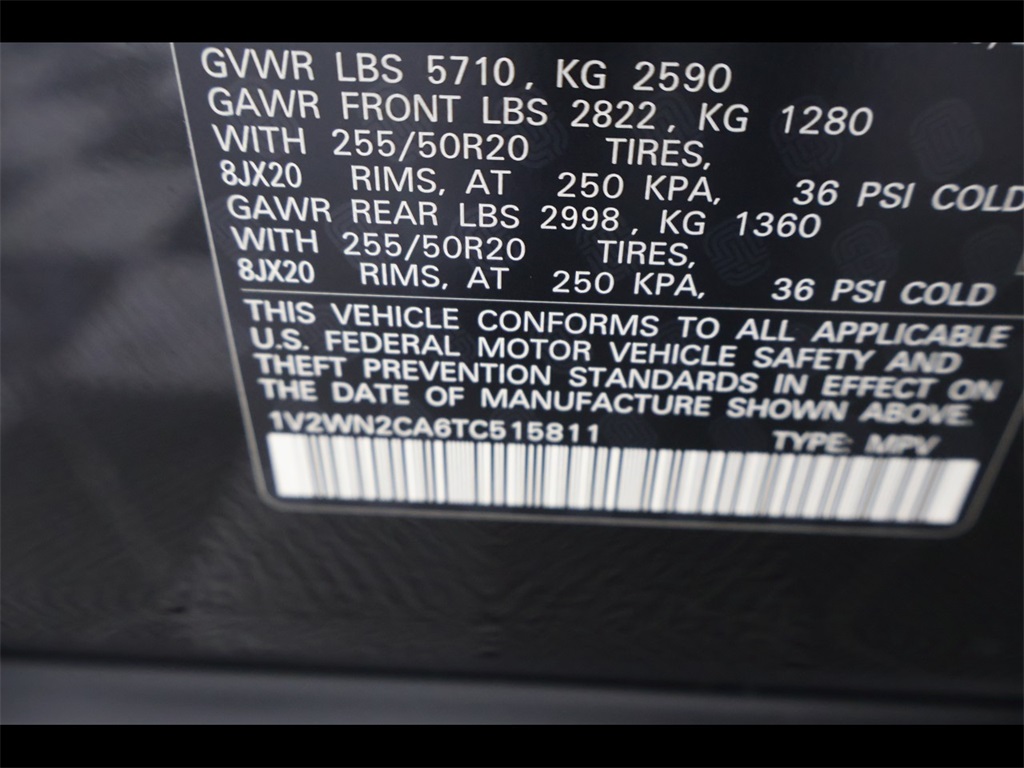 GVWR LBS 5710, KG 2590
GAWR FRONT LBS 2822, KG 1280
WITH 255/50R20 TIRES,
8JX20 RIMS, AT 250 KPA, 36 PSI COLD
GAWR REAR LBS 2998, KG 1360
WITH 255/50R20 TIRES,
8JX20 RIMS, AT 250 KPA, 36 PSI COLD
THIS VEHICLE CONFORMS TO ALL APPLICABLE
U.S. FEDERAL MOTOR VEHICLE SAFETY AND
THEFT PREVENTION STANDARDS IN EFFECT ON
THE DATE OF MANUFACTURE SHOWN ABOVE.
1V2WN2CA6TC515811 TYPE: MPV